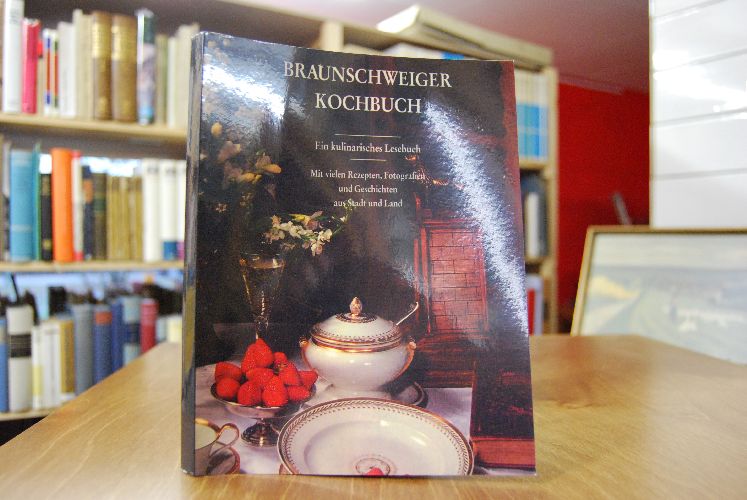 BRAUNSCHWEIGER
KOCHBUCH
Ein kulinarisches Lesebuch
Mit vielen Rezepten, Fotografien
und Geschichten
aus Stadt und Land